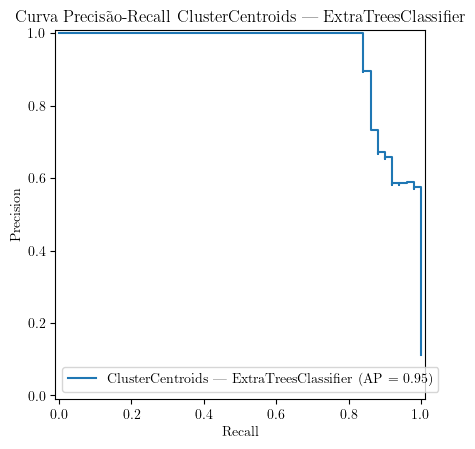 Curva Precisão-Recall ClusterCentroids — ExtraTreesClassifier
1.0
0.8
0.6
0.4
0.2
0.0
Precision
ClusterCentroids — ExtraTreesClassifier (AP = 0.95)
0.0 0.2 0.4 0.6 0.8 1.0
Recall